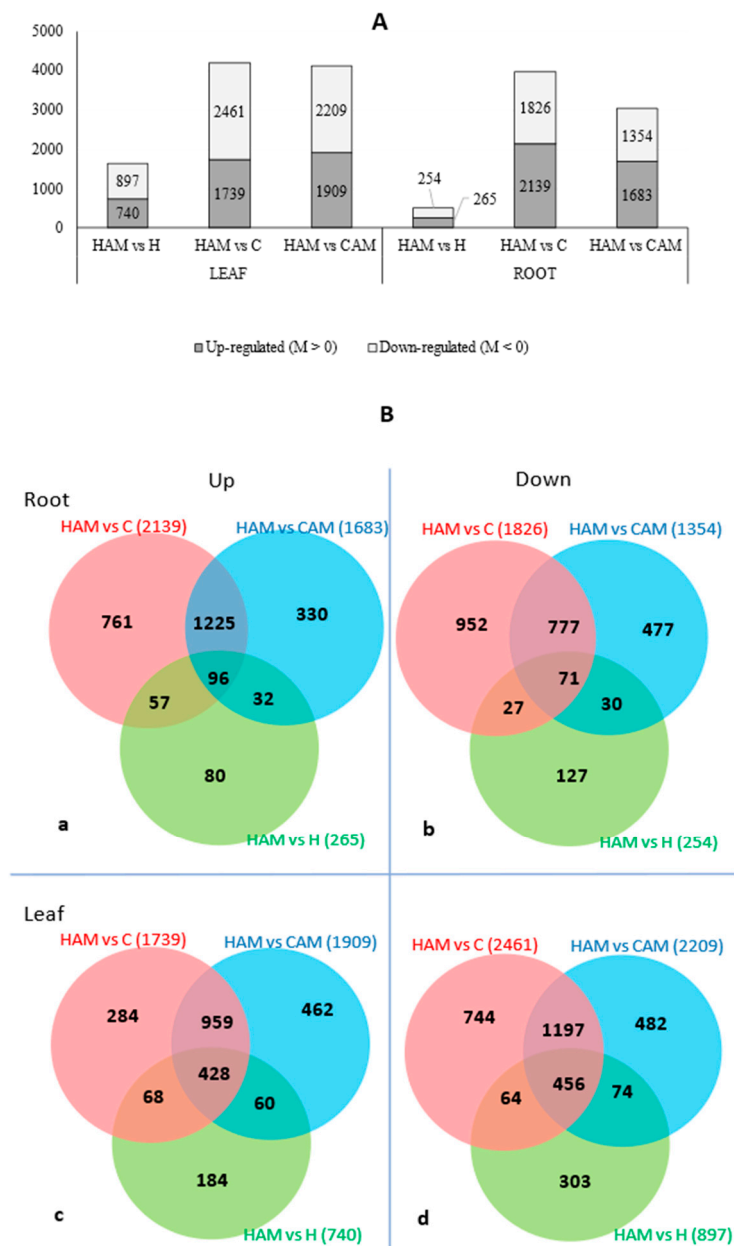 A
5000
4000
3000
2000
1000
0
897
740
2461
1739
2209
1909
254
265
1826
2139
1354
1683
HAM vs H
HAM vs C
HAM vs CAM
HAM vs H
HAM vs C
HAM vs CAM
LEAF
ROOT
Up-regulated (M > 0)
Down-regulated (M < 0)
B
Up
Down
Root
HAM vs C (2139)
HAM vs CAM (1683)
761
1225
330
96
57
32
80
a
HAM vs H (265)
HAM vs C (1826)
HAM vs CAM (1354)
952
777
477
71
27
30
127
b
HAM vs H (254)
Leaf
HAM vs C (1739)
HAM vs CAM (1909)
284
959
462
428
68
60
184
c
HAM vs H (740)
HAM vs C (2461)
HAM vs CAM (2209)
744
1197
482
456
64
74
303
d
HAM vs H (897)